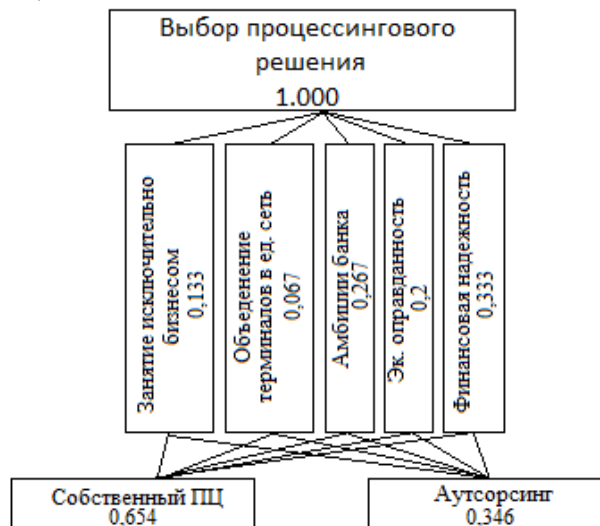 Выбор процессингового
решения
1.000
Занятие исключительно
бизнесом
0,133
Объеденение
терминалов в ед. сеть
0,067
Амбиции банка
0,267
Эк. оправданность
0,2
Финансовая надежность
0,333
Собственный ПЦ
0,654
Аутсорсинг
0,346